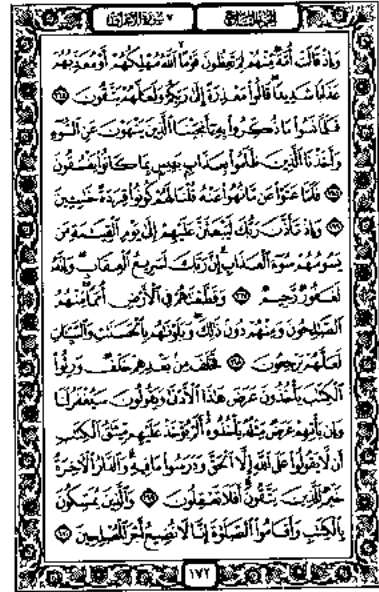 الجزء التاسع
٧ سورة الأعراف
وَإِذْ قَالَتْ أُمَّةٌ مِّنْهُمْ لِمَ تَعِظُونَ قَوْمًا ٱللَّهُ مُهْلِكُهُمْ أَوْ مُعَذِّبُهُمْ
عَذَابًا شَدِيدًا قَالُوا۟ مَعْذِرَةً إِلَىٰ رَبِّكُمْ وَلَعَلَّهُمْ يَتَّقُونَ ١٦٤
فَلَمَّا نَسُوا۟ مَا ذُكِّرُوا۟ بِهِۦٓ أَنجَيْنَا ٱلَّذِينَ يَنْهَوْنَ عَنِ ٱلسُّوٓءِ
وَأَخَذْنَا ٱلَّذِينَ ظَلَمُوا۟ بِعَذَابٍۭ بَـِٔيسٍۭ بِمَا كَانُوا۟ يَفْسُقُونَ
١٦٥ فَلَمَّا عَتَوْا۟ عَن مَّا نُهُوا۟ عَنْهُ قُلْنَا لَهُمْ كُونُوا۟ قِرَدَةً خَـٰسِـِٔينَ
١٦٦ وَإِذْ تَأَذَّنَ رَبُّكَ لَيَبْعَثَنَّ عَلَيْهِمْ إِلَىٰ يَوْمِ ٱلْقِيَـٰمَةِ مَن
يَسُومُهُمْ سُوٓءَ ٱلْعَذَابِ إِنَّ رَبَّكَ لَسَرِيعُ ٱلْعِقَابِ وَإِنَّهُۥ
لَغَفُورٌ رَّحِيمٌ ١٦٧ وَقَطَّعْنَـٰهُمْ فِى ٱلْأَرْضِ أُمَمًا مِّنْهُمُ
ٱلصَّـٰلِحُونَ وَمِنْهُمْ دُونَ ذَٰلِكَ وَبَلَوْنَـٰهُم بِٱلْحَسَنَـٰتِ وَٱلسَّيِّـَٔاتِ
لَعَلَّهُمْ يَرْجِعُونَ ١٦٨ فَخَلَفَ مِنۢ بَعْدِهِمْ خَلْفٌ وَرِثُوا۟
ٱلْكِتَـٰبَ يَأْخُذُونَ عَرَضَ هَـٰذَا ٱلْأَدْنَىٰ وَيَقُولُونَ سَيُغْفَرُ لَنَا
وَإِن يَأْتِهِمْ عَرَضٌ مِّثْلُهُۥ يَأْخُذُوهُ أَلَمْ يُؤْخَذْ عَلَيْهِم مِّيثَـٰقُ ٱلْكِتَـٰبِ
أَن لَّا يَقُولُوا۟ عَلَى ٱللَّهِ إِلَّا ٱلْحَقَّ وَدَرَسُوا۟ مَا فِيهِ وَٱلدَّارُ ٱلْـَٔاخِرَةُ
خَيْرٌ لِّلَّذِينَ يَتَّقُونَ أَفَلَا تَعْقِلُونَ ١٦٩ وَٱلَّذِينَ يُمَسِّكُونَ
بِٱلْكِتَـٰبِ وَأَقَامُوا۟ ٱلصَّلَوٰةَ إِنَّا لَا نُضِيعُ أَجْرَ ٱلْمُصْلِحِينَ ١٧٠
١٧٢